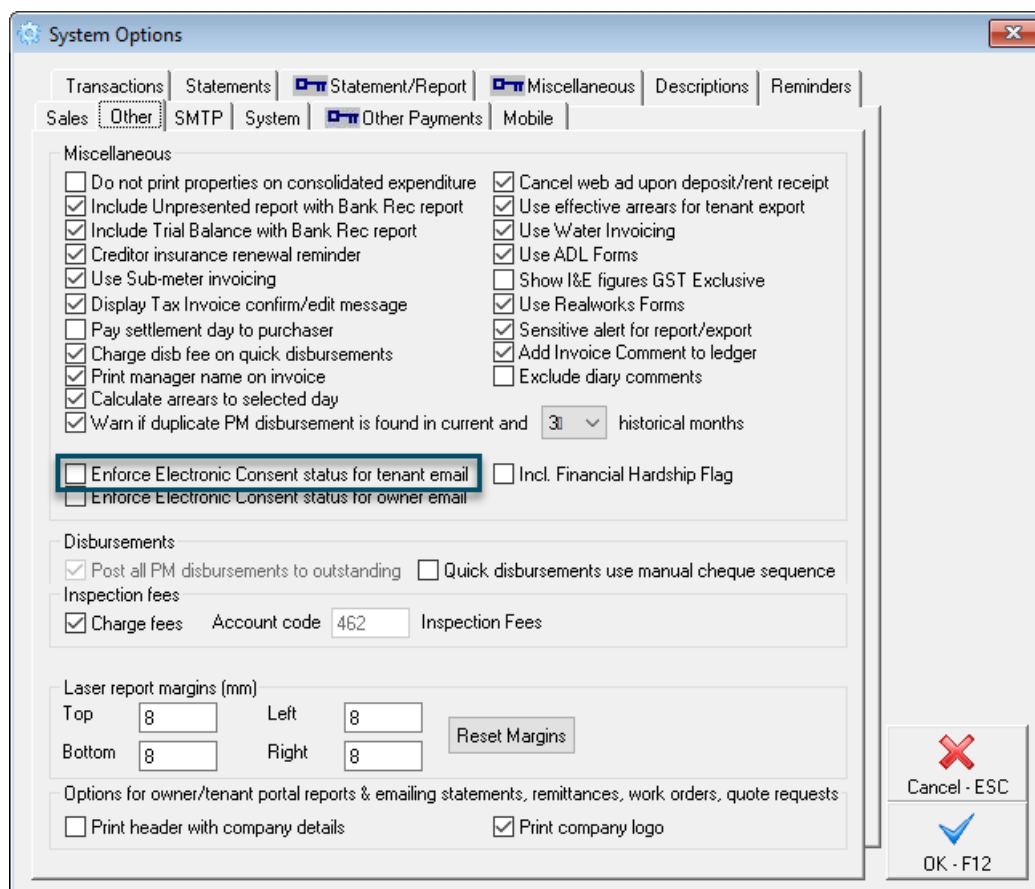 System Options
Transactions
Statements
Statement/Report
Miscellaneous
Descriptions
Reminders
Sales
Other
SMTP
System
Other Payments
Mobile
Miscellaneous
Do not print properties on consolidated expenditure
Include Unpresented report with Bank Rec report
Include Trial Balance with Bank Rec report
Creditor insurance renewal reminder
Use Sub-meter invoicing
Display Tax Invoice confirm/edit message
Pay settlement day to purchaser
Charge disb fee on quick disbursements
Print manager name on invoice
Calculate arrears to selected day
Warn if duplicate PM disbursement is found in current and 3 historical months
Cancel web ad upon deposit/rent receipt
Use effective arrears for tenant export
Use Water Invoicing
Use ADL Forms
Show I&E figures GST Exclusive
Use Realworks Forms
Sensitive alert for report/export
Add Invoice Comment to ledger
Exclude diary comments
Enforce Electronic Consent status for tenant email
Incl. Financial Hardship Flag
Enforce Electronic Consent status for owner email
Disbursements
Post all PM disbursements to outstanding
Quick disbursements use manual cheque sequence
Inspection fees
Charge fees
Account code 462 Inspection Fees
Laser report margins (mm)
Top 8 Left 8
Bottom 8 Right 8
Reset Margins
Options for owner/tenant portal reports & emailing statements, remittances, work orders, quote requests
Print header with company details
Print company logo
Cancel - ESC
OK - F12